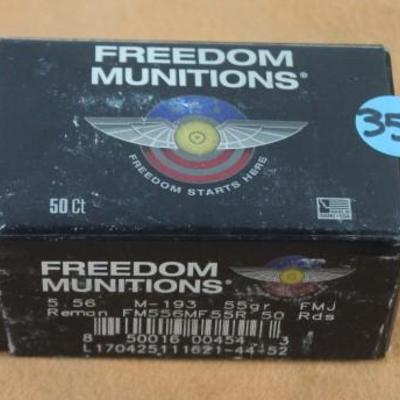 FREEDOM
MUNITIONS®
35
FREEDOM STARTS HERE
50 Ct
FREEDOM
MUNITIONS®
5.56 M-193 55gr FMJ
Reman FM556MF55R 50 Rds
8 50016 00454 3
L170425111621-44-52